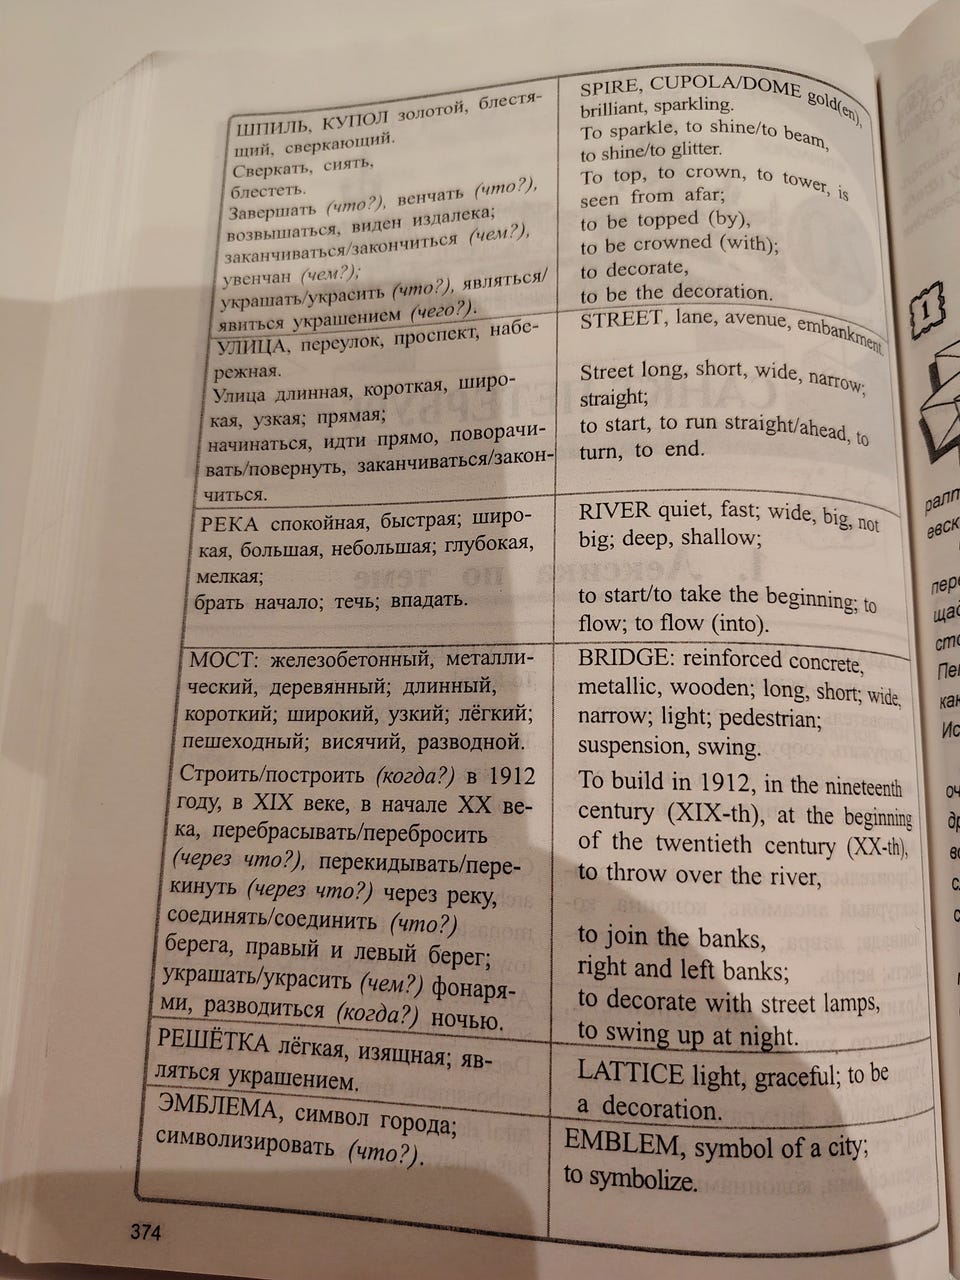 ШПИЛЬ, КУПОЛ золотой, блестя-
щий, сверкающий.
Сверкать, сиять,
блестеть.
Завершать (что?), венчать (что?),
возвышаться, виден издалека;
заканчиваться/закончиться (чем?),
увенчан (чем?);
украшать/украсить (что?), являться/
явиться украшением (чего?).
SPIRE, CUPOLA/DOME gold(en),
brilliant, sparkling.
To sparkle, to shine/to beam,
to shine/to glitter.
To top, to crown, to tower, is
seen from afar;
to be topped (by),
to be crowned (with);
to decorate,
to be the decoration.
УЛИЦА, переулок, проспект, набе-
режная.
Улица длинная, короткая, широ-
кая, узкая; прямая;
начинаться, идти прямо, поворачи-
вать/повернуть, заканчиваться/закон-
читься.
STREET, lane, avenue, embankment.
Street long, short, wide, narrow;
straight;
to start, to run straight/ahead, to
turn, to end.
РЕКА спокойная, быстрая; широ-
кая, большая, небольшая; глубокая,
мелкая;
брать начало; течь; впадать.
RIVER quiet, fast; wide, big, not
big; deep, shallow;
to start/to take the beginning; to
flow; to flow (into).
МОСТ: железобетонный, металли-
ческий, деревянный; длинный,
короткий; широкий, узкий; лёгкий;
пешеходный; висячий, разводной.
Строить/построить (когда?) в 1912
году, в XIX веке, в начале XX ве-
ка, перебрасывать/перебросить
(через что?), перекидывать/пере-
кинуть (через что?) через реку,
соединять/соединить (что?)
берега, правый и левый берег;
украшать/украсить (чем?) фонаря-
ми, разводиться (когда?) ночью.
BRIDGE: reinforced concrete,
metallic, wooden; long, short; wide,
narrow; light; pedestrian;
suspension, swing.
To build in 1912, in the nineteenth
century (XIX-th), at the beginning
of the twentieth century (XX-th),
to throw over the river,
to join the banks,
right and left banks;
to decorate with street lamps,
to swing up at night.
РЕШЁТКА лёгкая, изящная; яв-
ляться украшением.
LATTICE light, graceful; to be
a decoration.
ЭМБЛЕМА, символ города;
символизировать (что?).
EMBLEM, symbol of a city;
to symbolize.
374
1